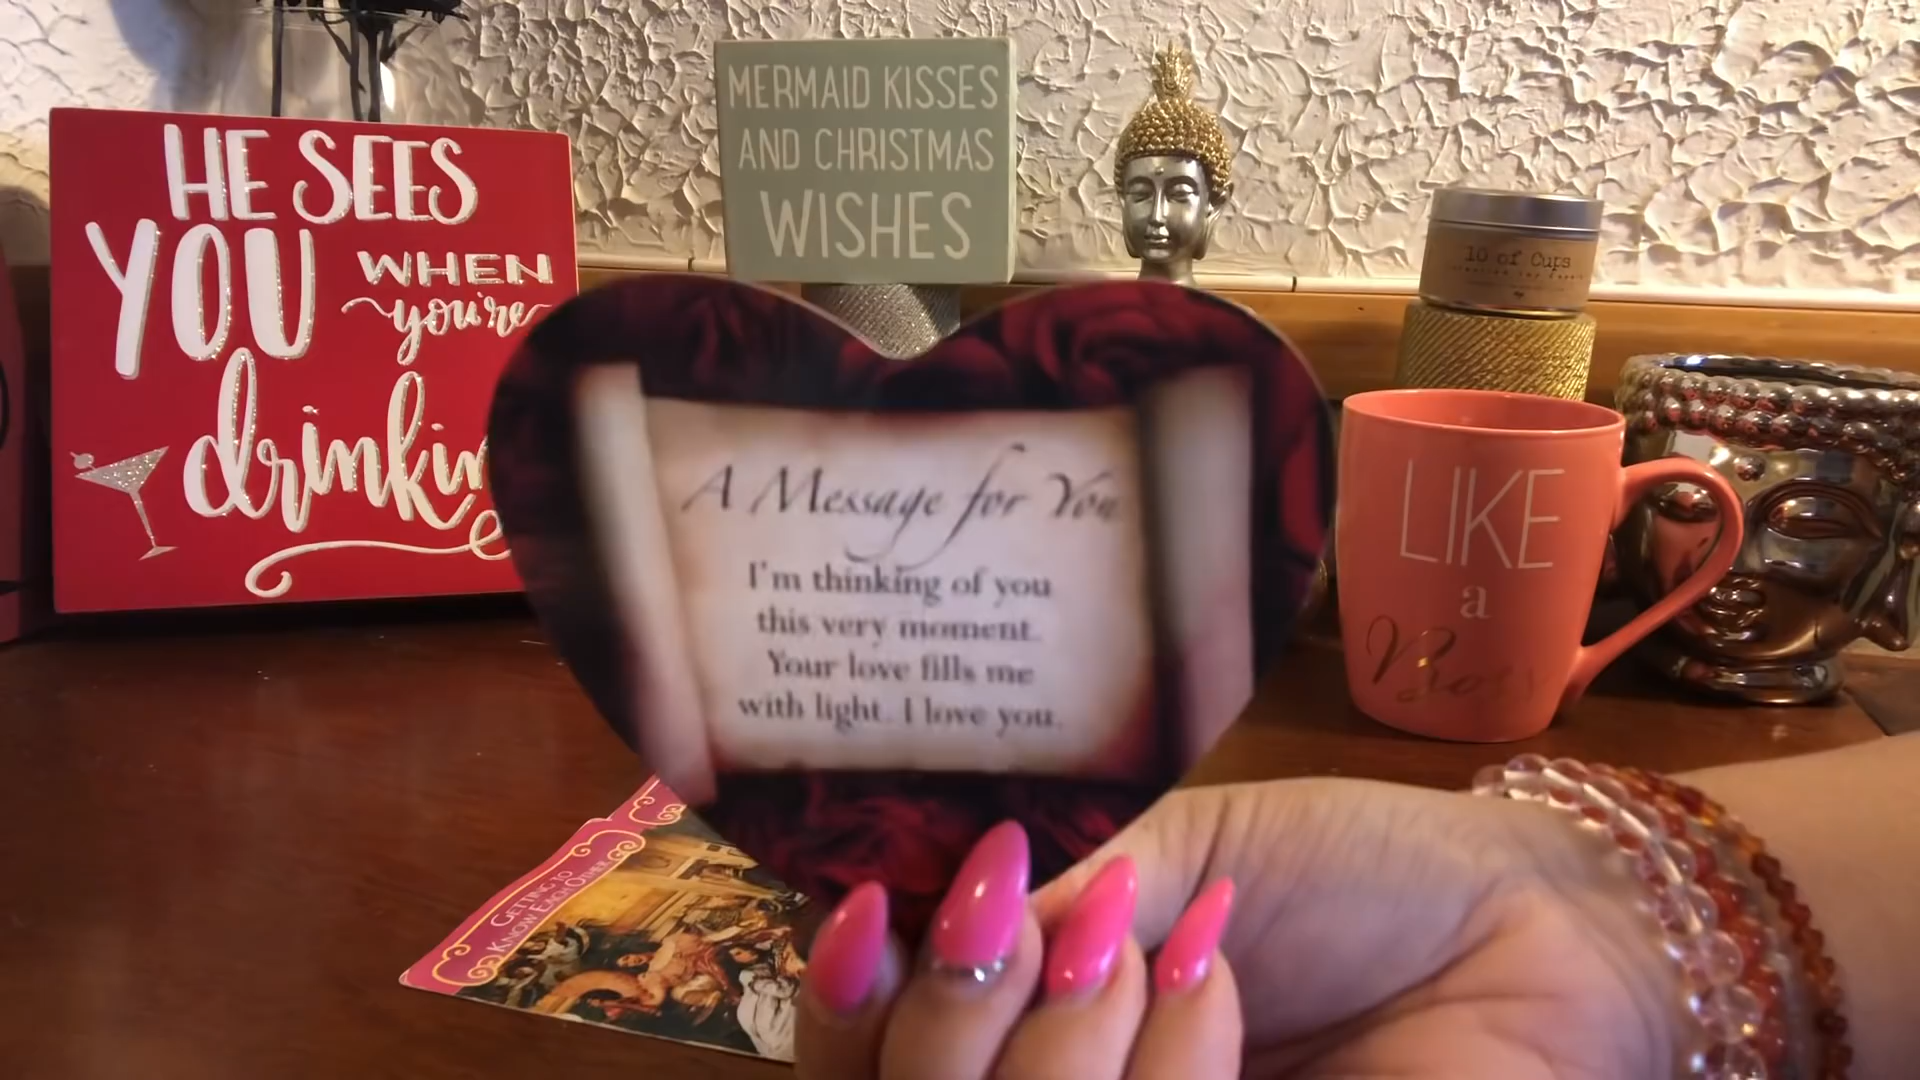 HE SEES
YOU WHEN
you're
MERMAID KISSES
AND CHRISTMAS
WISHES
10 of Cups
LIKE
a
A Message for You
I'm thinking of you
this very moment.
Your love fills me
with light. I love you.
GETTING TO
KNOW EACH OTHER